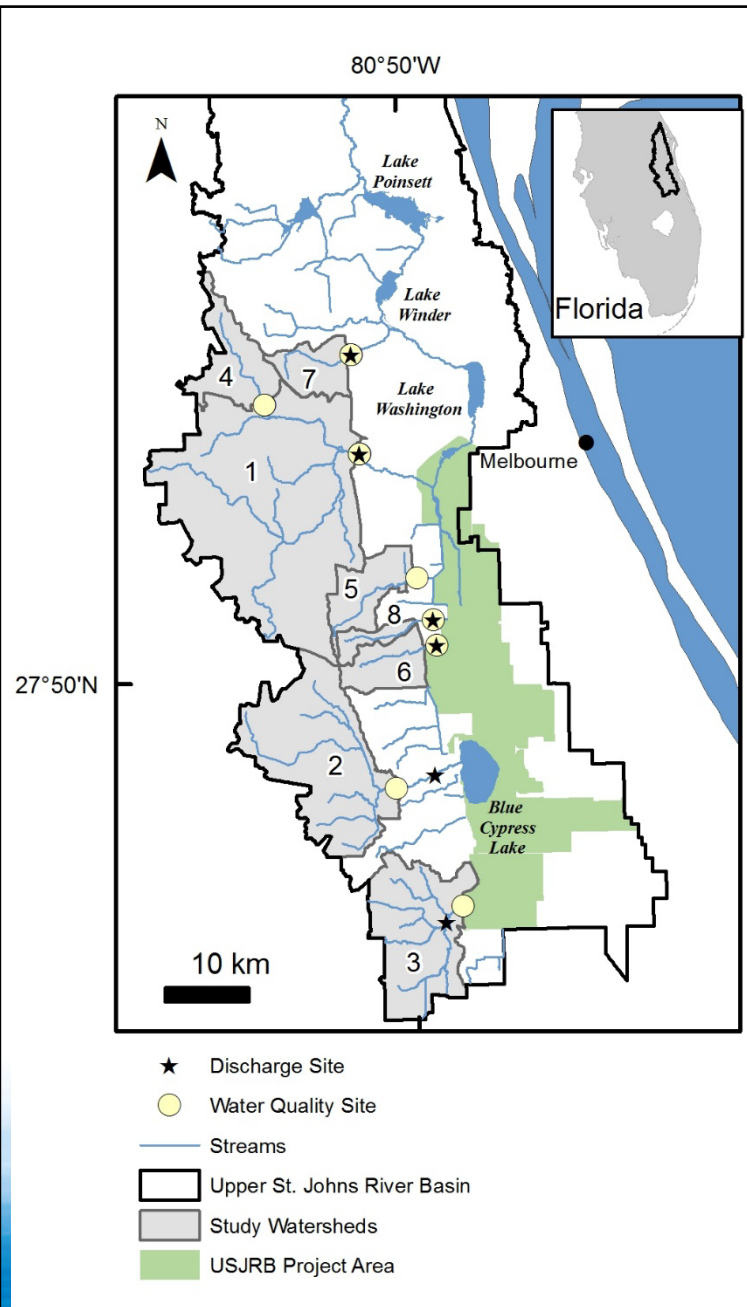 80°50'W
N
Lake
Poinsett
Florida
Lake
Winder
4
7
Lake
Washington
Melbourne
1
5
8
6
27°50'N
2
Blue
Cypress
Lake
3
10 km
Discharge Site
Water Quality Site
Streams
Upper St. Johns River Basin
Study Watersheds
USJRB Project Area